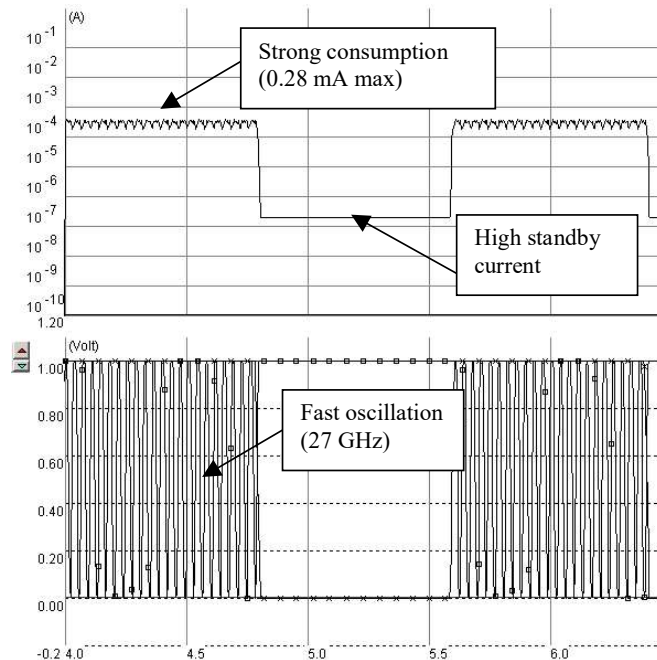 (A)
10-1
10-2
10-3
10-4
10-5
10-6
10-7
10-8
10-9
10-10
Strong consumption
(0.28 mA max)
High standby
current
1.20
(Volt)
1.00
0.80
0.60
0.40
0.20
0.00
Fast oscillation
(27 GHz)
-0.2 4.0 4.5 5.0 5.5 6.0